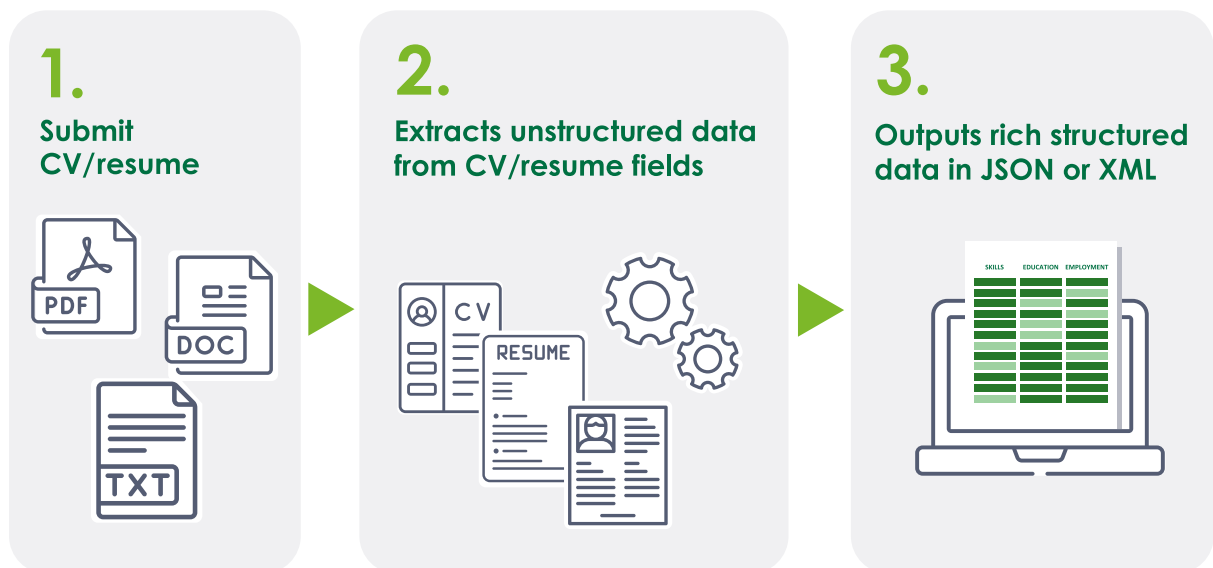 1.
Submit
CV/resume
PDF
DOC
TXT
2.
Extracts unstructured data
from CV/resume fields
CV
RESUME
3.
Outputs rich structured
data in JSON or XML
SKILLS EDUCATION EMPLOYMENT